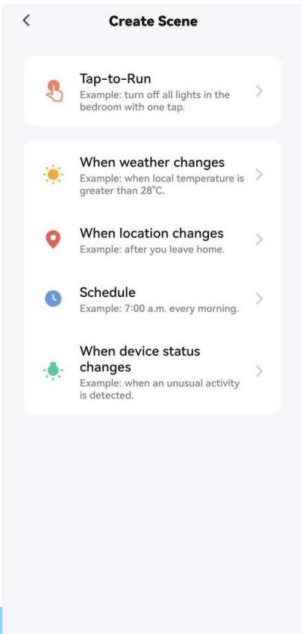 Create Scene
Tap-to-Run
Example: turn off all lights in the
bedroom with one tap.
When weather changes
Example: when local temperature is
greater than 28°C.
When location changes
Example: after you leave home.
Schedule
Example: 7:00 a.m. every morning.
When device status
changes
Example: when an unusual activity
is detected.